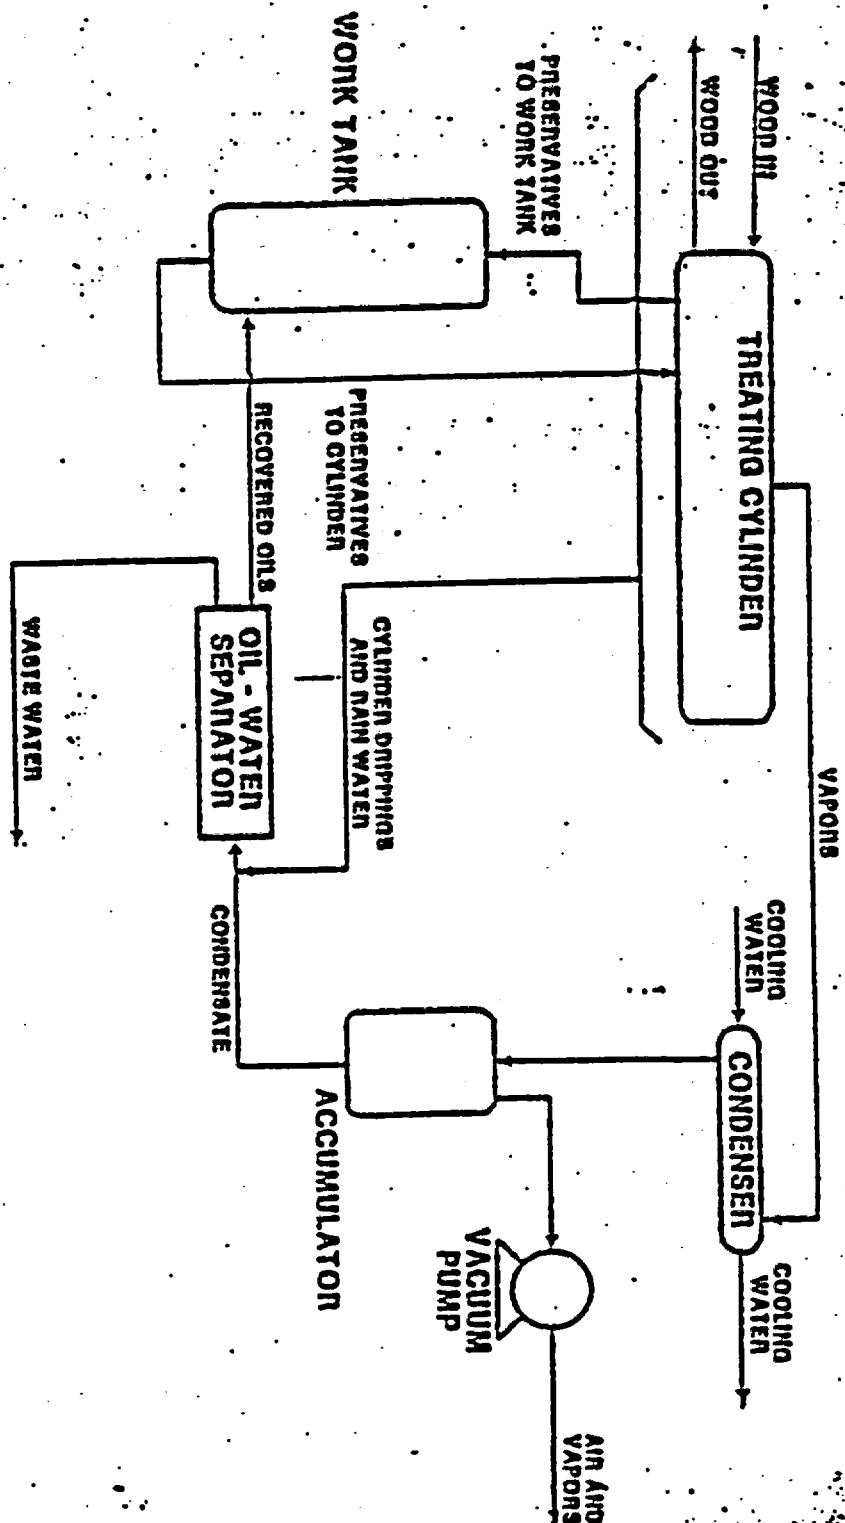 WOOD IN
WOOD OUT
TREATING CYLINDER
VAPORS
PRESERVATIVES
TO WORK TANK
WORK TANK
PRESERVATIVES
TO CYLINDER
RECOVERED OILS
CYLINDER DRIPPINGS
AND RAIN WATER
OIL - WATER
SEPARATOR
WASTE WATER
CONDENSATE
COOLING
WATER
CONDENSER
COOLING
WATER
ACCUMULATOR
VACUUM
PUMP
AIR AND
VAPORS